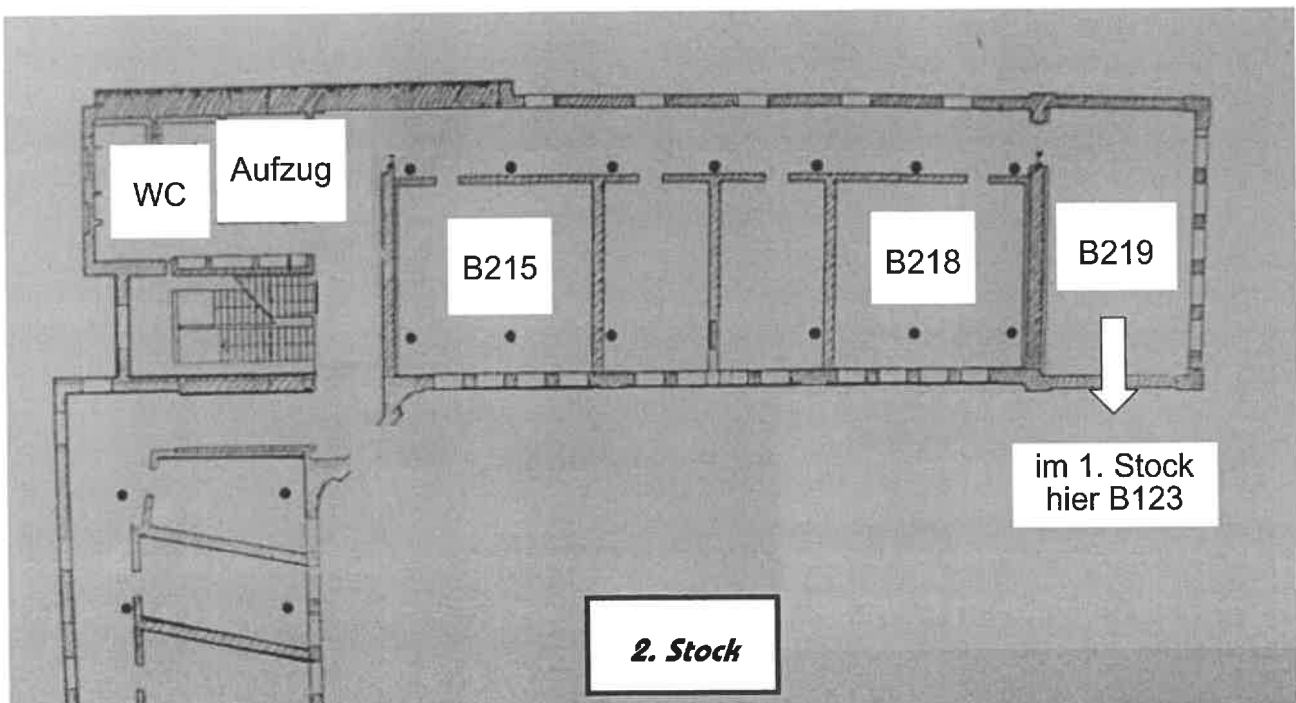 WC
Aufzug
B215
B218
B219
im 1. Stock
hier B123
2. Stock